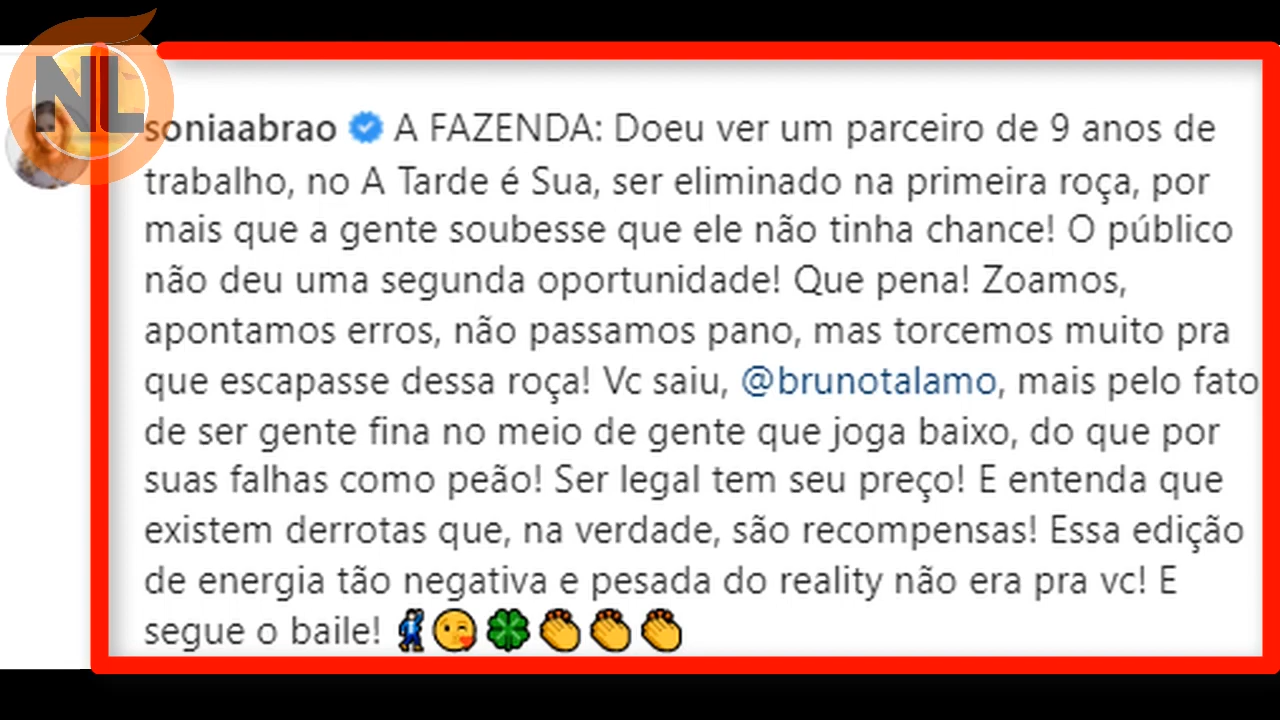 NL
soniaabrao A FAZENDA: Doeu ver um parceiro de 9 anos de
trabalho, no A Tarde é Sua, ser eliminado na primeira roça, por
mais que a gente soubesse que ele não tinha chance! O público
não deu uma segunda oportunidade! Que pena! Zoamos,
apontamos erros, não passamos pano, mas torcemos muito pra
que escapasse dessa roça! Vc saiu, @brunotalamo, mais pelo fato
de ser gente fina no meio de gente que joga baixo, do que por
suas falhas como peão! Ser legal tem seu preço! E entenda que
existem derrotas que, na verdade, são recompensas! Essa edição
de energia tão negativa e pesada do reality não era pra vc! E
segue o baile! 🕺😘🍀👏👏👏